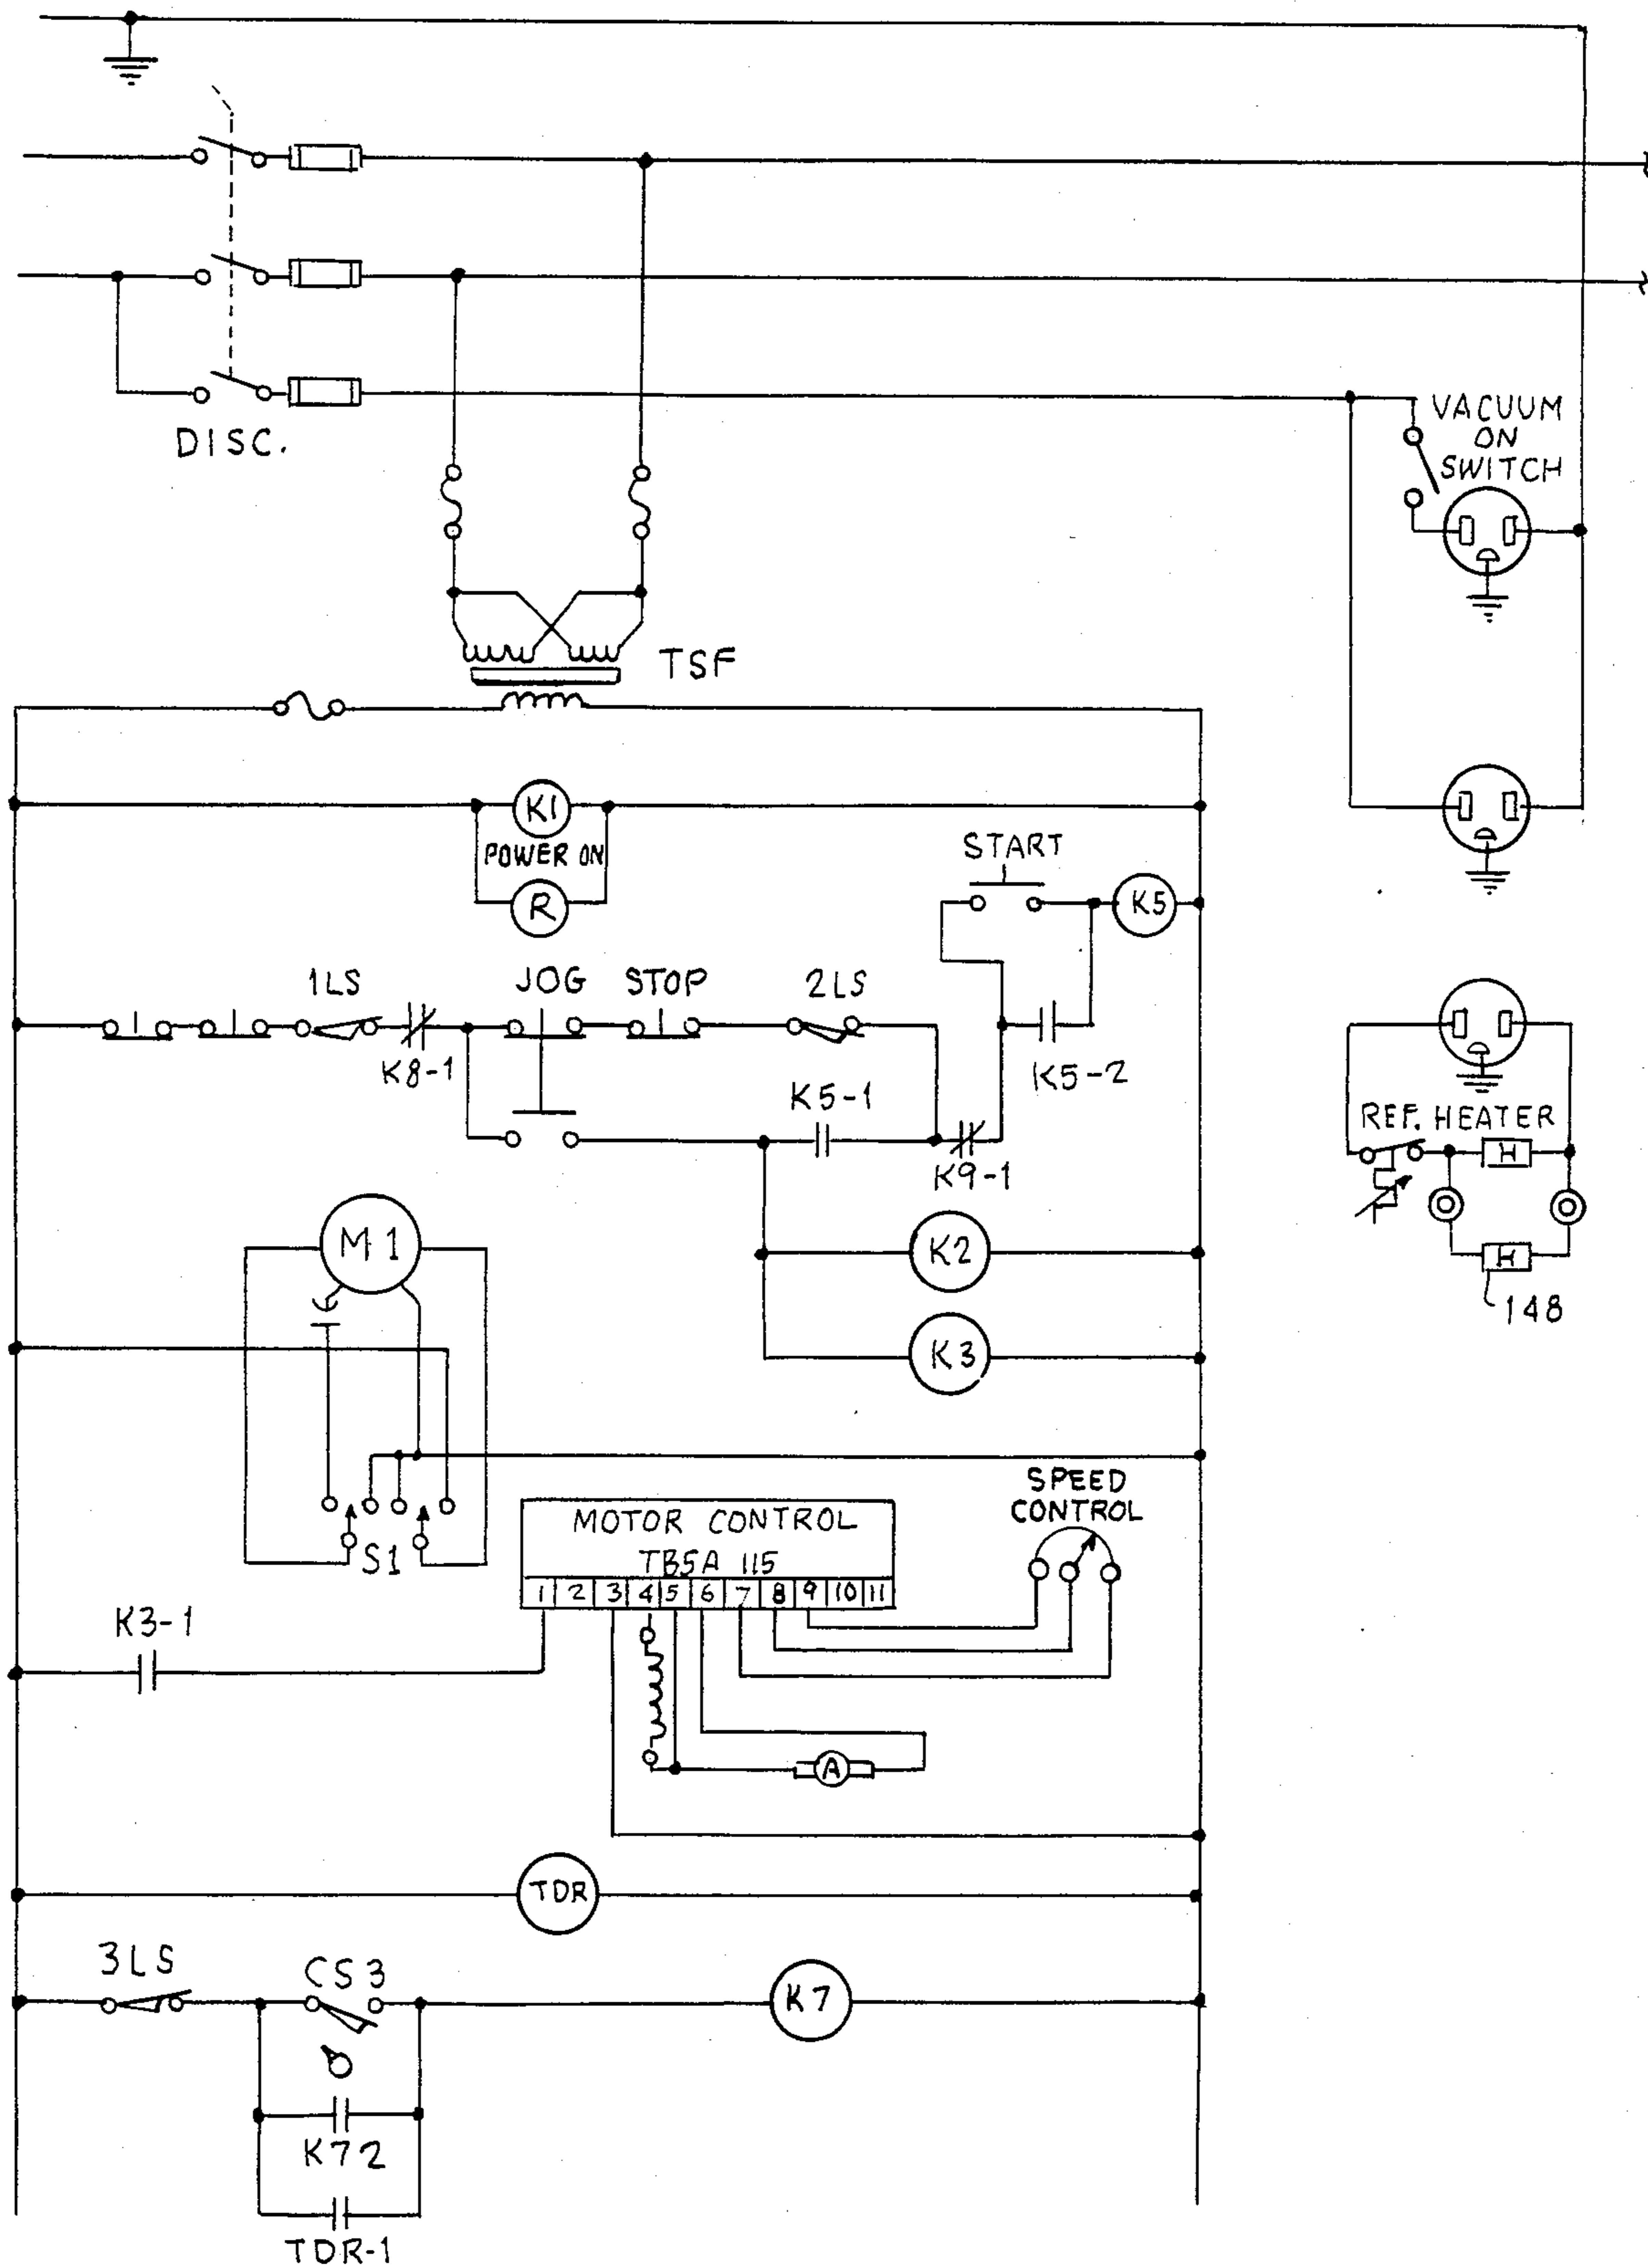 DISC.
VACUUM
ON
SWITCH
TSF
K1
POWER ON
R
START
K5
1LS
JOG
STOP
2LS
K8-1
K5-1
K5-2
K9-1
REF. HEATER
H
H
148
M1
K2
K3
S1
MOTOR CONTROL
TB5A 115
1 2 3 4 5 6 7 8 9 10 11
SPEED
CONTROL
K3-1
A
TDR
3LS
CS3
K7
K72
TDR-1